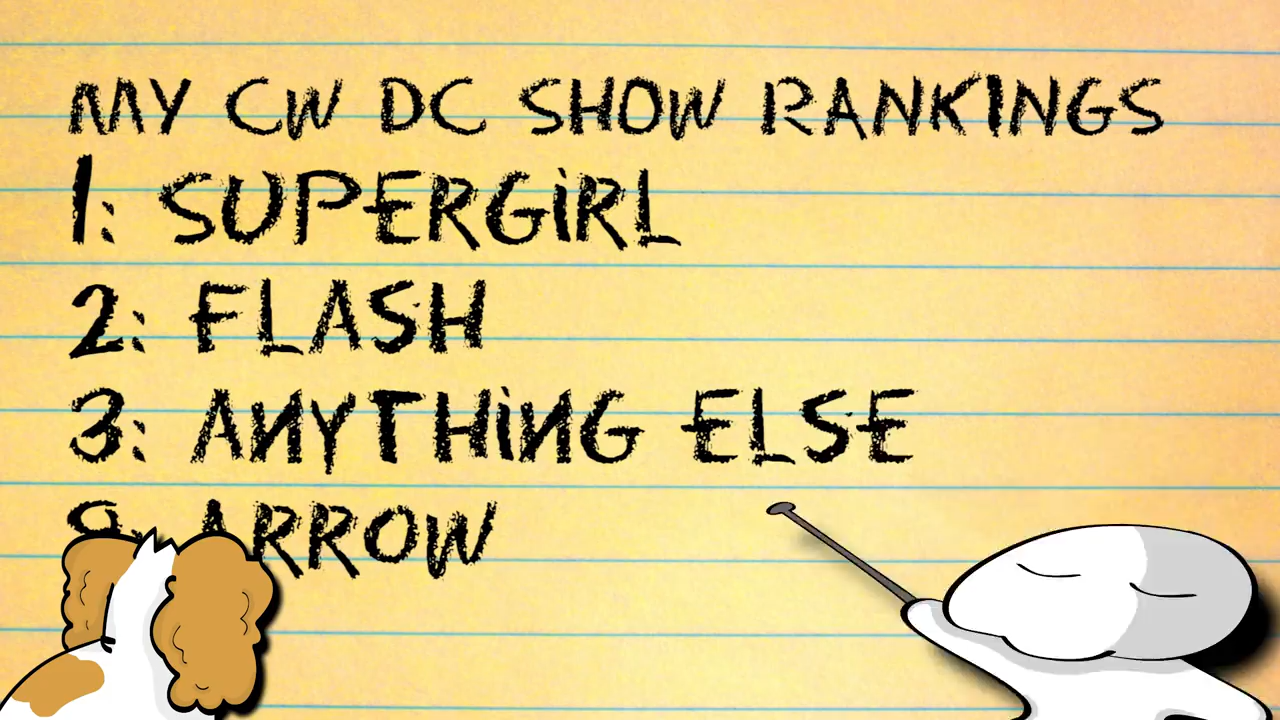 MY CW DC SHOW RANKINGS
1: SUPERGIRL
2: FLASH
3: ANYTHING ELSE
ARROW